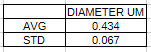 DIAMETER UM
AVG 0.434
STD 0.067